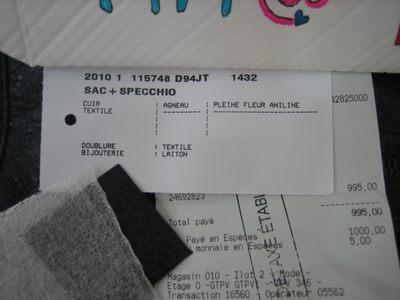 2010 1 115748 D94JT 1432
SAC + SPECCHIO
CUIR : AGNEAU : PLEINE FLEUR ANILINE
TEXTILE : :
DOUBLURE : TEXTILE
BIJOUTERIE : LAITON
42825000
24692823
995,00
Total payé 995,00
Payé en Espèces 1000,00
monnaie en Espèces 5,00
Magasin 010 - Ilot 2 - Mode -
Etage 0 -GTPV GTPV1 - 346 -
Transaction 16560 Opérateur 05562